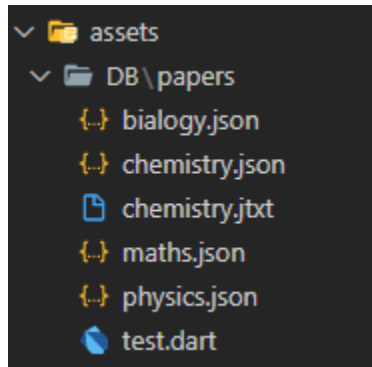 assets
DB\papers
{..} bialogy.json
{..} chemistry.json
chemistry.jtxt
{..} maths.json
{..} physics.json
test.dart